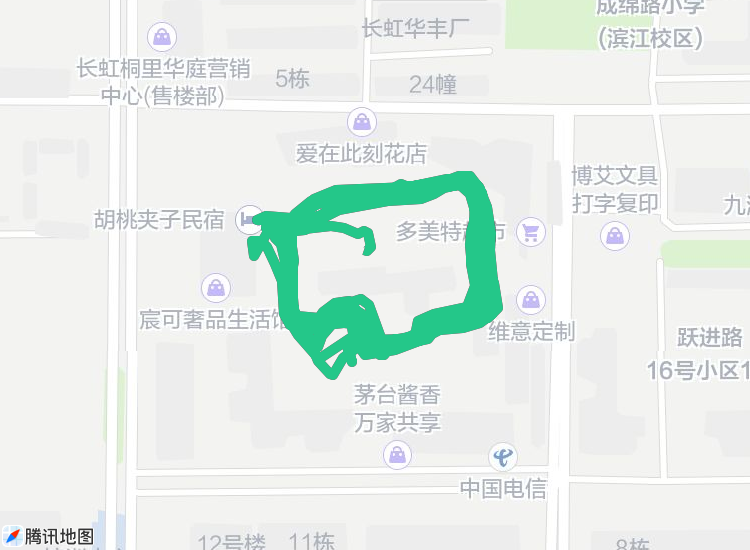 成绵路小学
(滨江校区)
长虹华丰厂
长虹桐里华庭营销
中心(售楼部)
5栋
24幢
爱在此刻花店
博艾文具
打字复印
胡桃夹子民宿
多美特超市
宸可奢品生活馆
维意定制
跃进路
16号小区1
茅台酱香
万家共享
中国电信
12号楼
11栋
8栋
腾讯地图